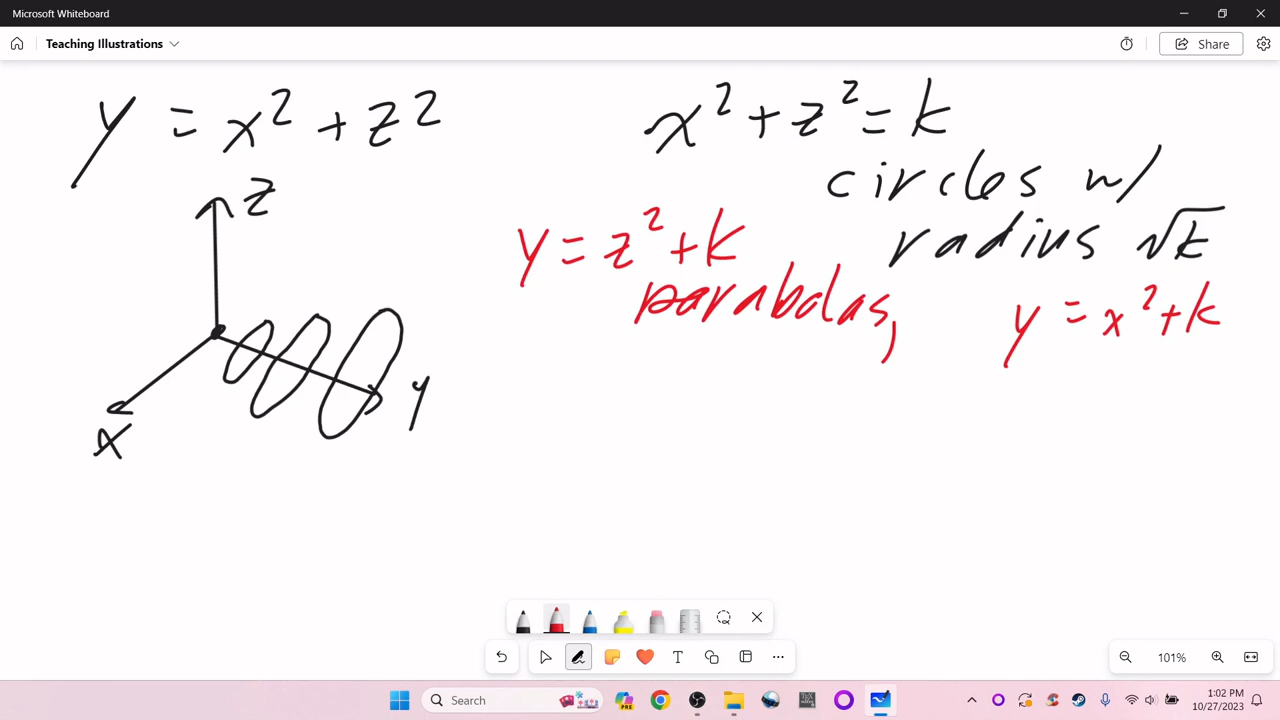 Microsoft Whiteboard
Teaching Illustrations
Share
y = x² + z²
x² + z² = k
circles w/
radius √k
z
y = z² + k
parabolas,
y = x² + k
y
x
101%
Search
PRE
1:02 PM
10/27/2023